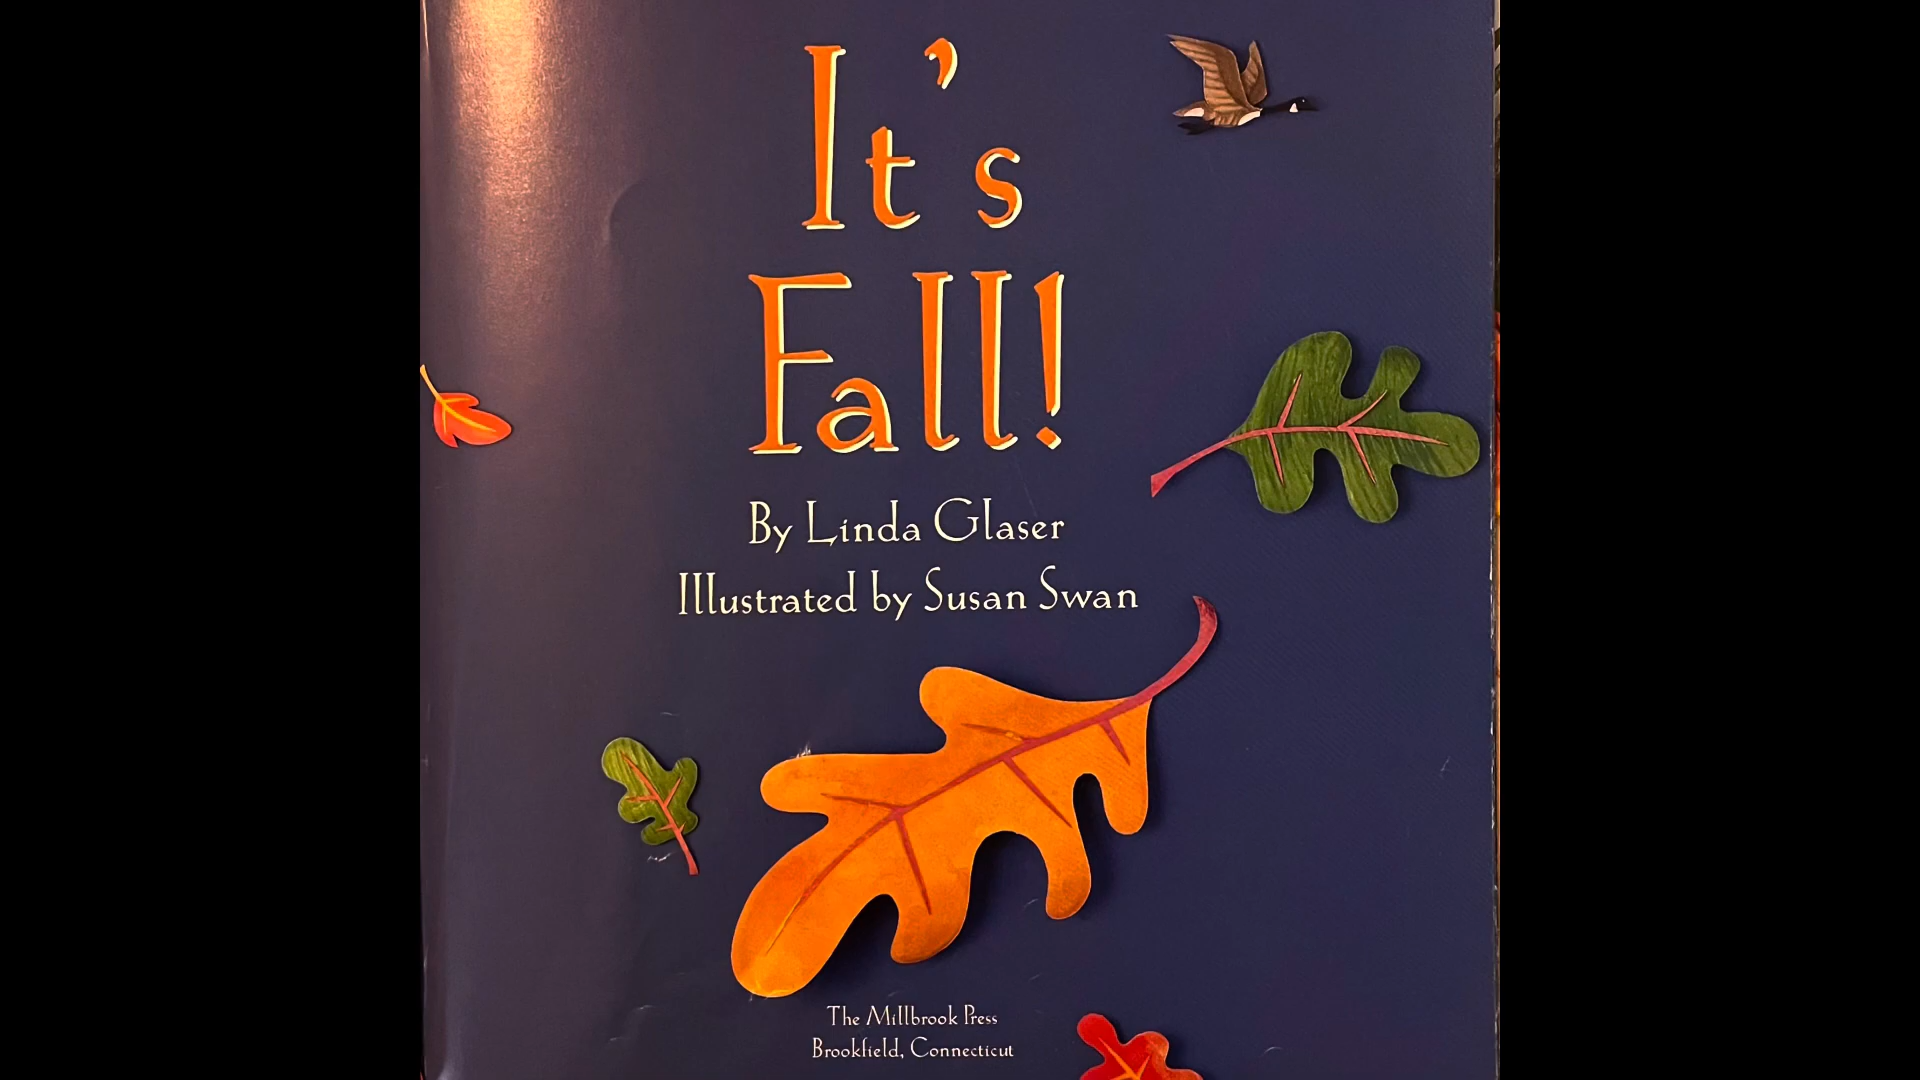 It's
Fall!
By Linda Glaser
Illustrated by Susan Swan
The Millbrook Press
Brookfield, Connecticut